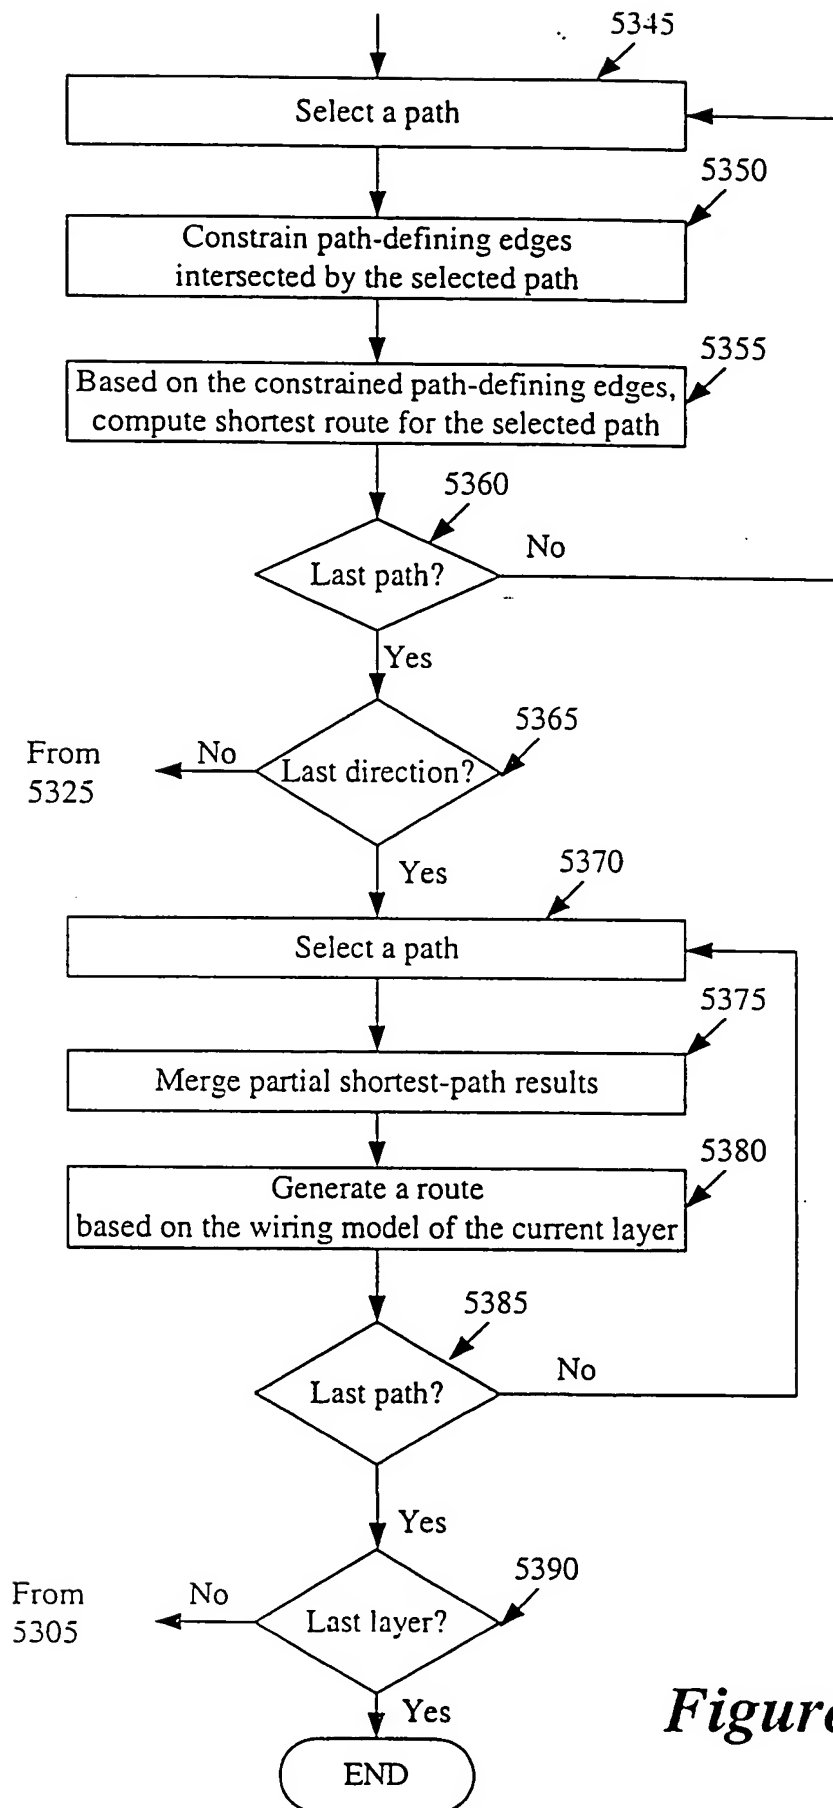 5345
Select a path
5350
Constrain path-defining edges
intersected by the selected path
5355
Based on the constrained path-defining edges,
compute shortest route for the selected path
5360
Last path?
No
Yes
5365
From
5325
No
Last direction?
Yes
5370
Select a path
5375
Merge partial shortest-path results
5380
Generate a route
based on the wiring model of the current layer
5385
Last path?
No
Yes
5390
From
5305
No
Last layer?
Yes
Figure
END